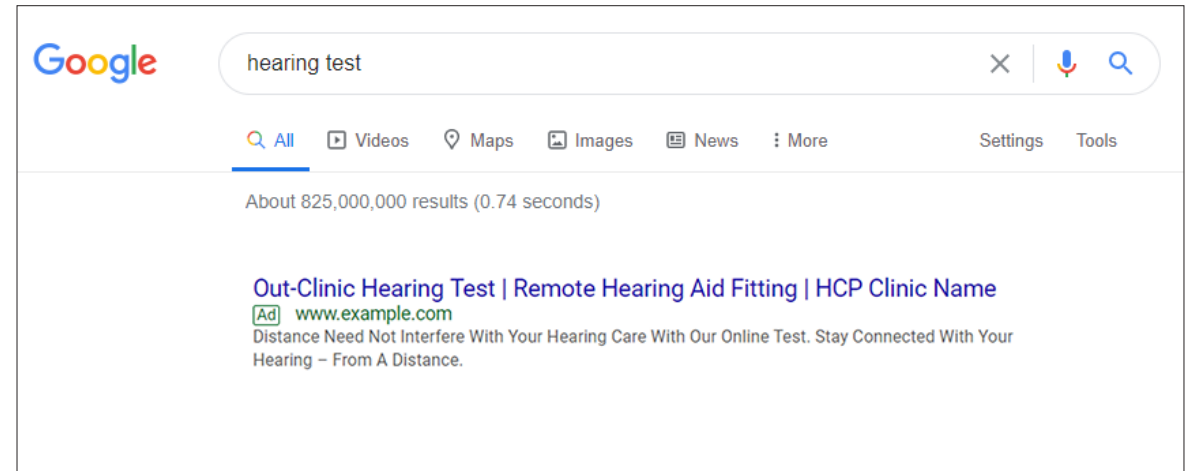 Google
hearing test
All Videos Maps Images News More Settings Tools
About 825,000,000 results (0.74 seconds)
Out-Clinic Hearing Test | Remote Hearing Aid Fitting | HCP Clinic Name
Ad www.example.com
Distance Need Not Interfere With Your Hearing Care With Our Online Test. Stay Connected With Your
Hearing – From A Distance.